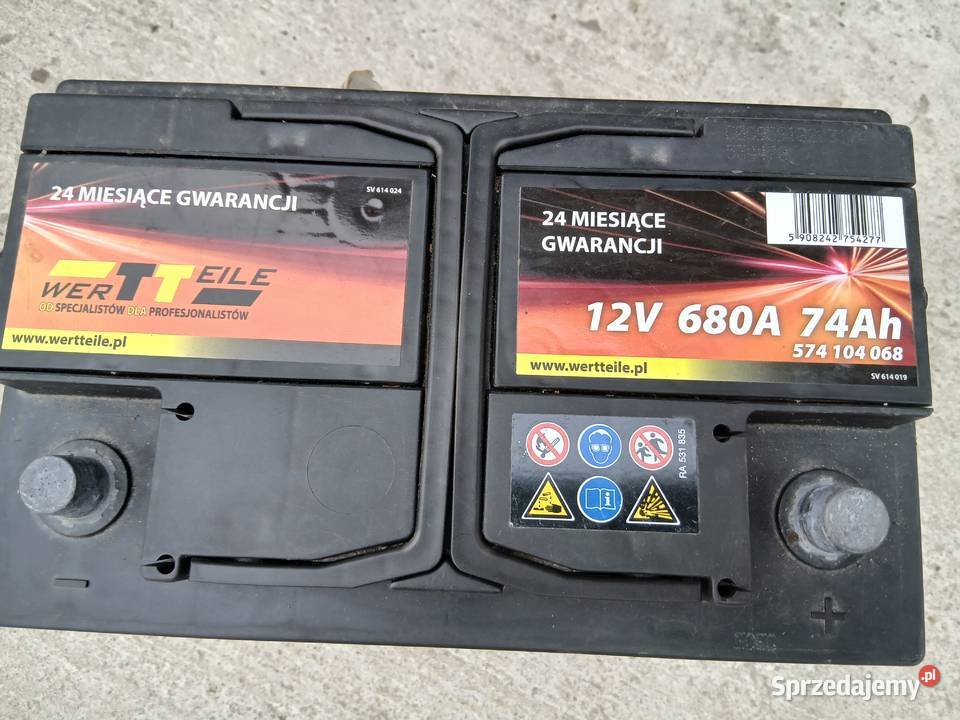 24 MIESIĄCE GWARANCJI
SV 614 024
WERTTEILE
OD SPECJALISTÓW DLA PROFESJONALISTÓW
www.wertteile.pl
24 MIESIĄCE
GWARANCJI
5 908242 754277
12V 680A 74Ah
574 104 068
www.wertteile.pl
SV 614 019
RA 531 835
-
+
Sprzedajemy.pl